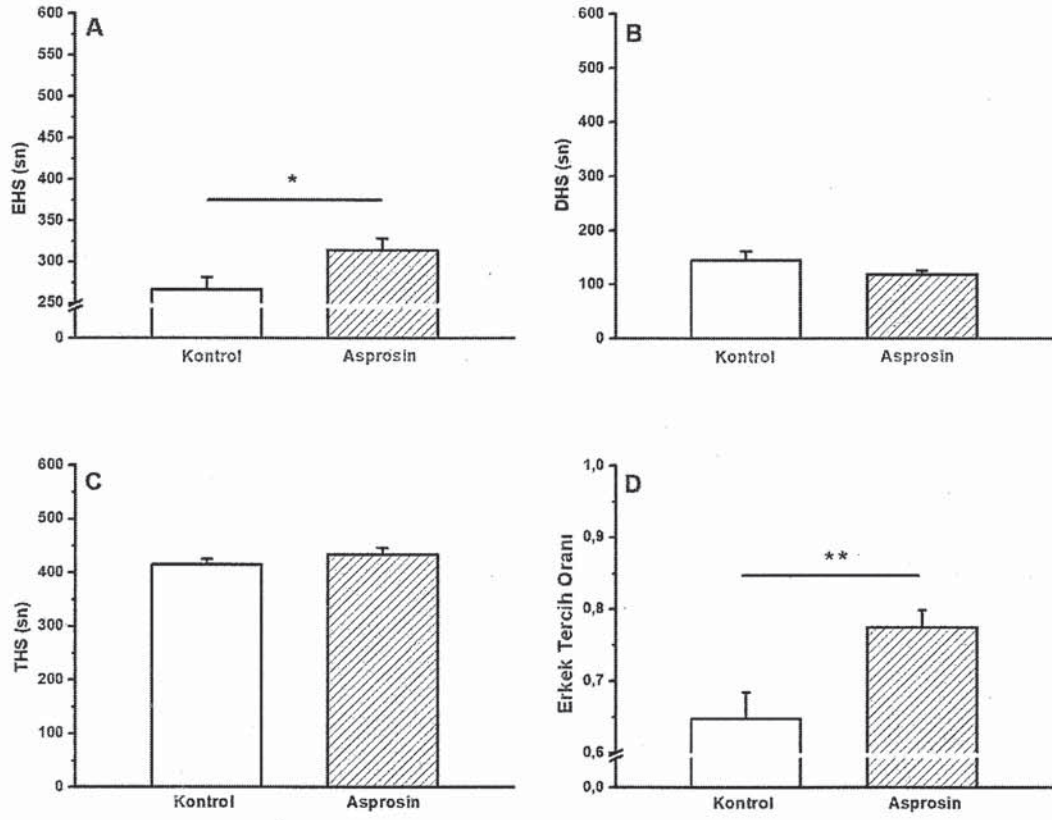 A
EHS (sn)
600
550
500
450
400
350
300
250
0
*
Kontrol
Asprosin
B
DHS (sn)
600
500
400
300
200
100
0
Kontrol
Asprosin
C
THS (sn)
600
500
400
300
200
100
0
Kontrol
Asprosin
D
Erkek Tercih Oranı
1,0
0,9
0,8
0,7
0,6
0,0
**
Kontrol
Asprosin